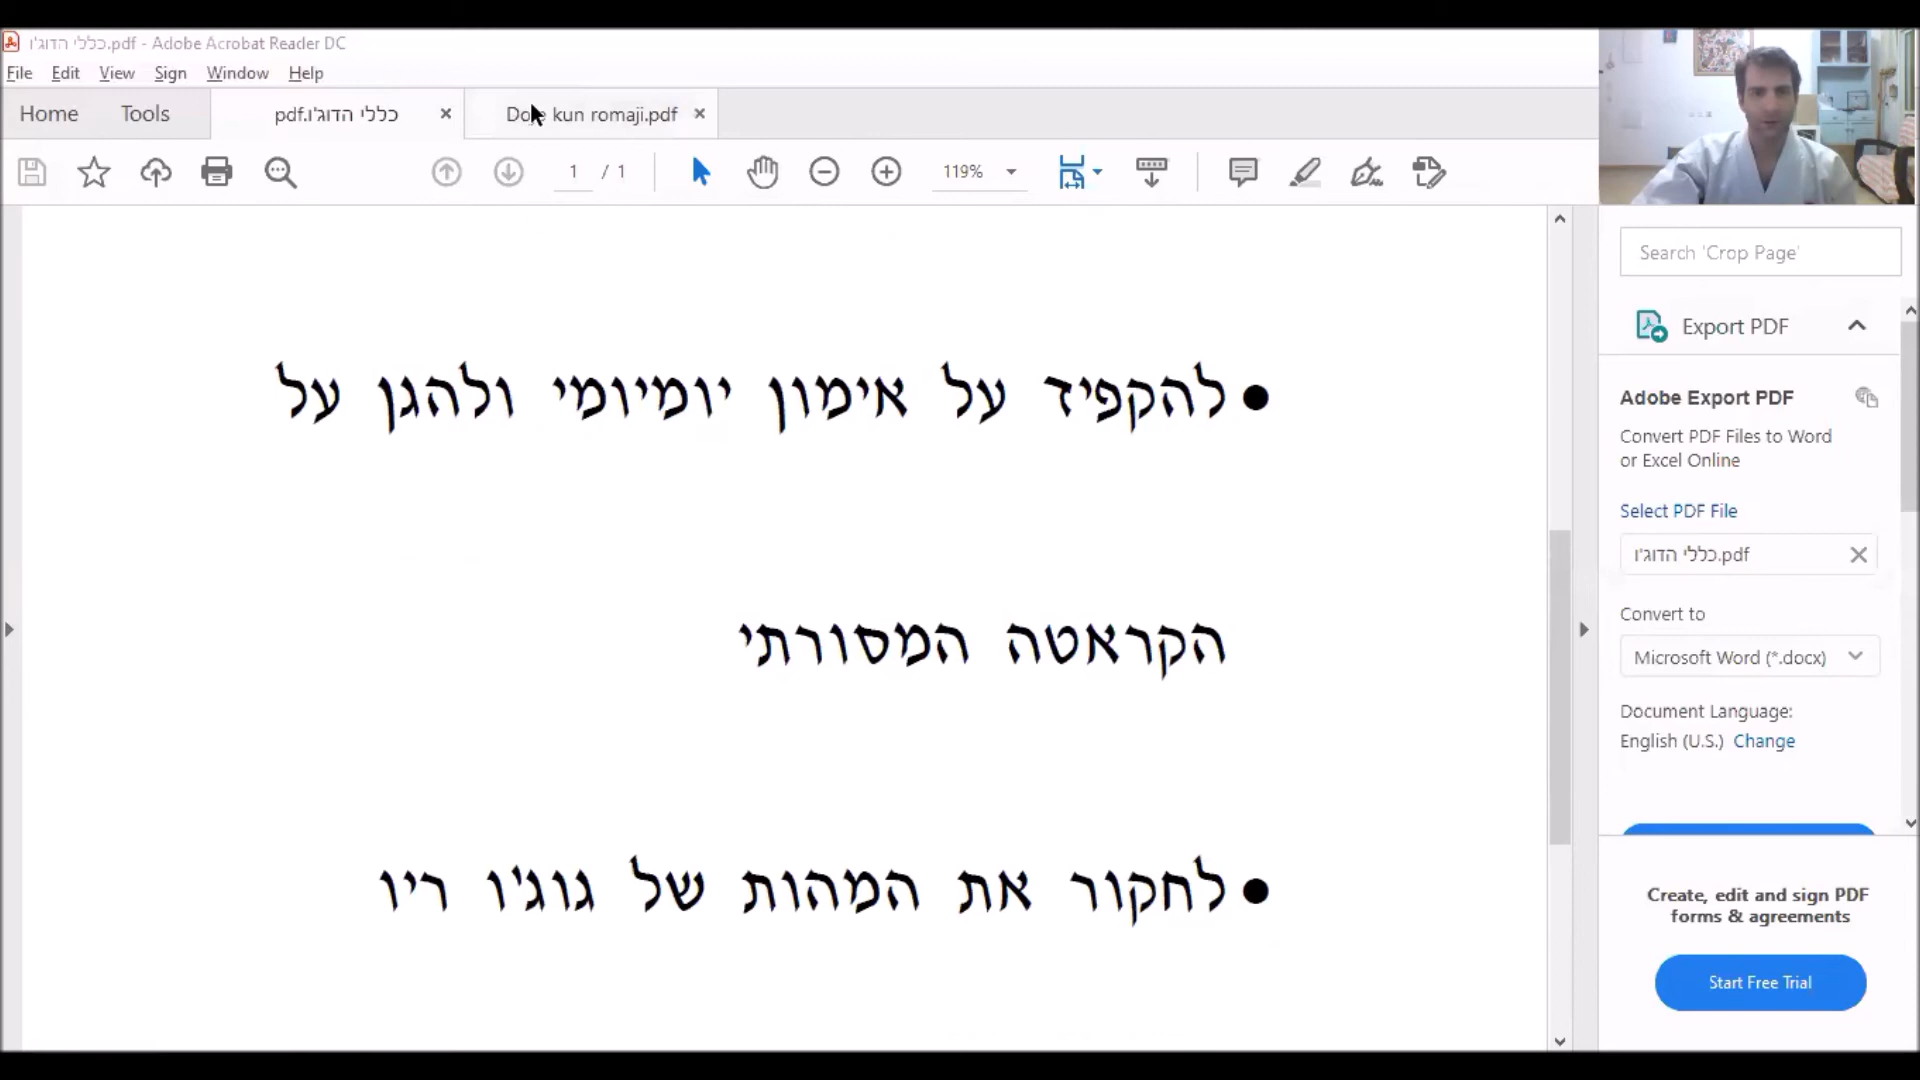 כללי הדוג'ו.pdf - Adobe Acrobat Reader DC
File Edit View Sign Window Help
Home Tools כללי הדוג'ו.pdf × kun romaji.pdf ×
1 / 1 119%
להקפיד על אימון יומיומי ולהגן על
הקראטה המסורתי
לחקור את המהות של גוג'ו ריו
Search 'Crop Page'
Export PDF
Adobe Export PDF
Convert PDF Files to Word
or Excel Online
Select PDF File
כללי הדוג'ו.pdf
Convert to
Microsoft Word (*.docx)
Document Language:
English (U.S.) Change
Create, edit and sign PDF
forms & agreements
Start Free Trial